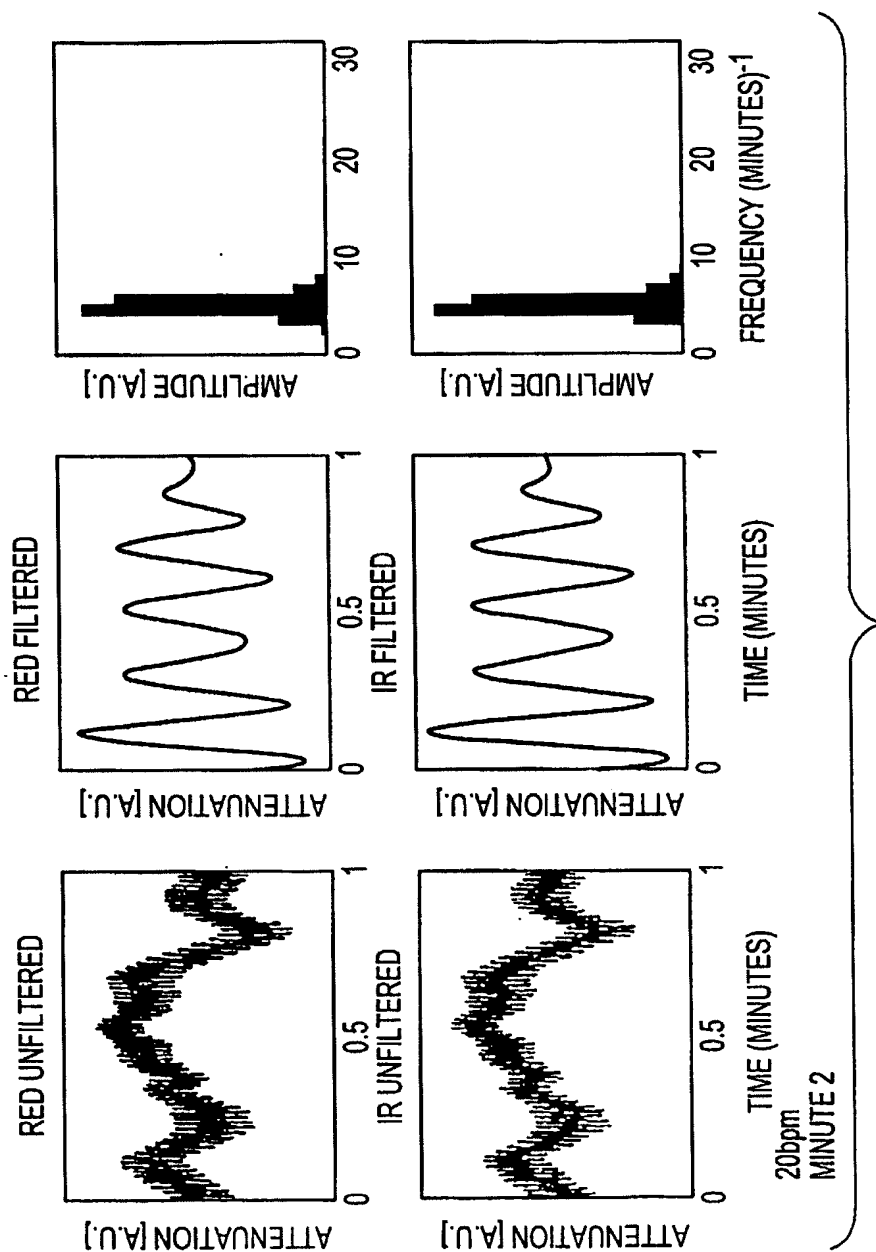 RED UNFILTERED
ATTENUATION [A.U.]
0
0.5
1
RED FILTERED
ATTENUATION [A.U.]
0
0.5
1
AMPLITUDE [A.U.]
0
10
20
30
IR UNFILTERED
ATTENUATION [A.U.]
0
0.5
1
TIME (MINUTES)
IR FILTERED
ATTENUATION [A.U.]
0
0.5
1
TIME (MINUTES)
AMPLITUDE [A.U.]
0
10
20
30
FREQUENCY (MINUTES)-1
20bpm
MINUTE 2